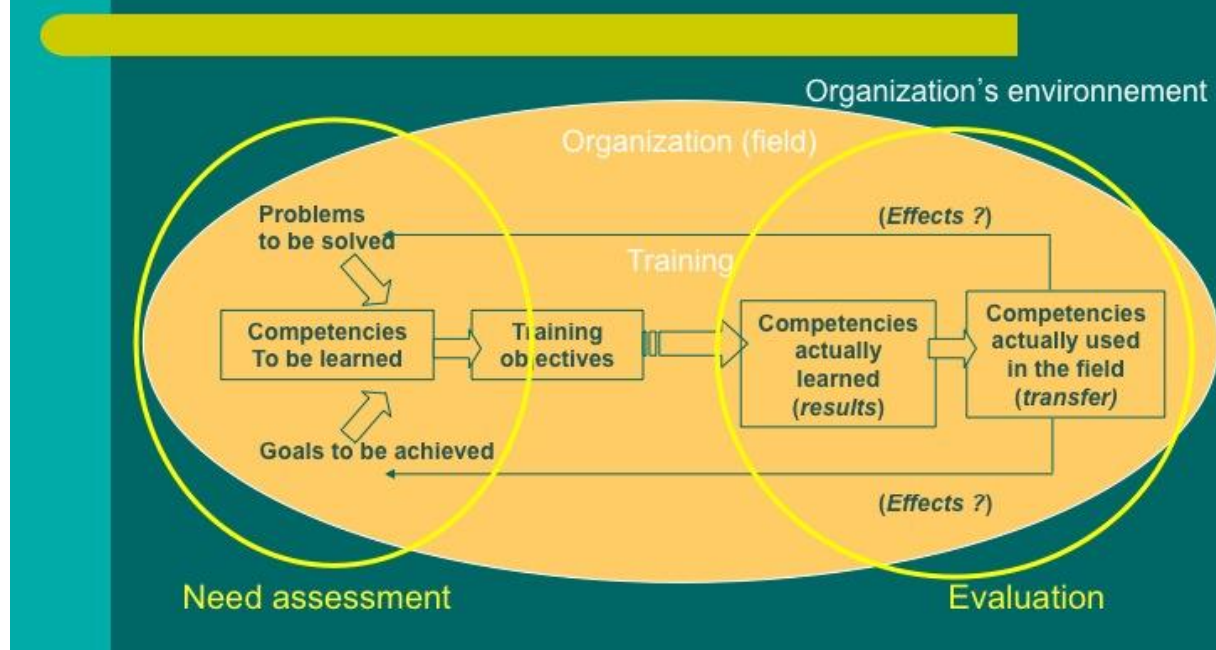 Organization's environnement
Organization (field)
Problems
to be solved
(Effects ?)
Training
Competencies
To be learned
Training
objectives
Competencies
actually
learned
(results)
Competencies
actually used
in the field
(transfer)
Goals to be achieved
(Effects ?)
Need assessment
Evaluation